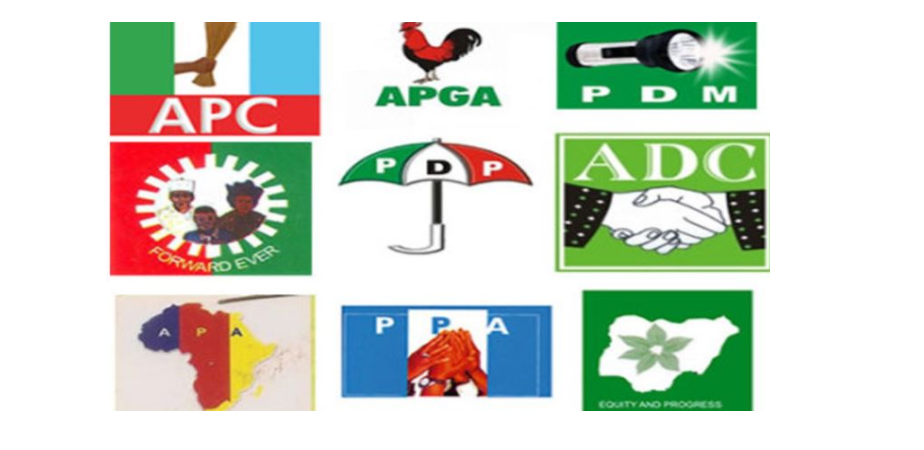 APC
APGA
P D M
FORWARD EVER
P D P
ADC
A P A
P P A
EQUITY AND PROGRESS